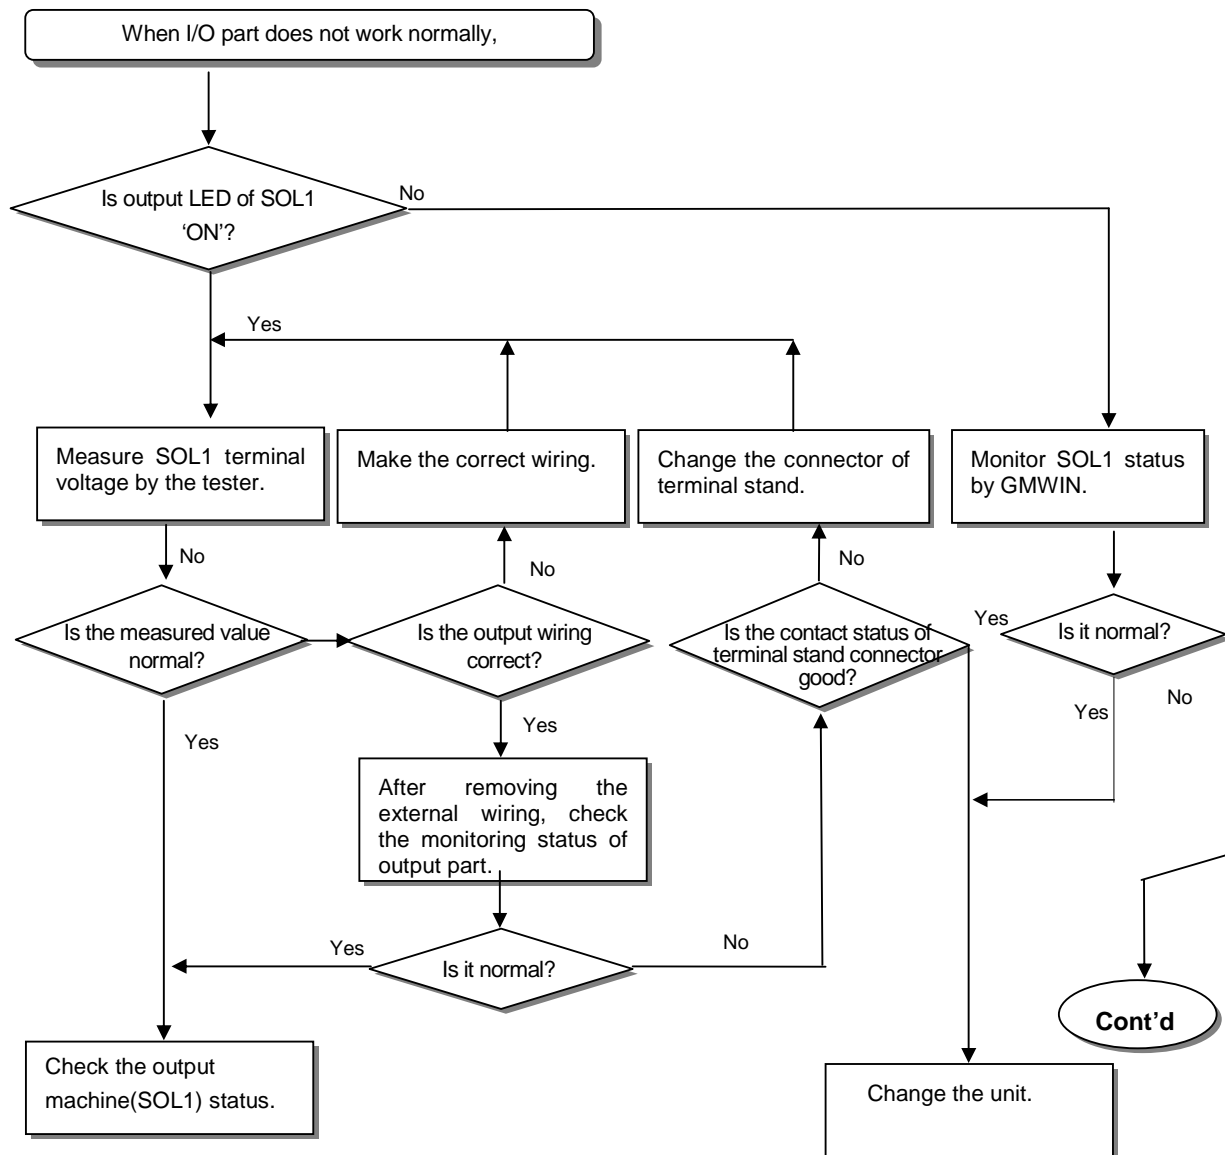 When I/O part does not work normally,
Is output LED of SOL1
‘ON’?
No
Yes
Measure SOL1 terminal
voltage by the tester.
Make the correct wiring.
Change the connector of
terminal stand.
Monitor SOL1 status
by GMWIN.
No
No
No
Is the measured value
normal?
Is the output wiring
correct?
Is the contact status of
terminal stand connector
good?
Yes
Is it normal?
Yes
Yes
Yes
No
After removing the
external wiring, check
the monitoring status of
output part.
Yes
Is it normal?
No
Cont’d
Check the output
machine(SOL1) status.
Change the unit.